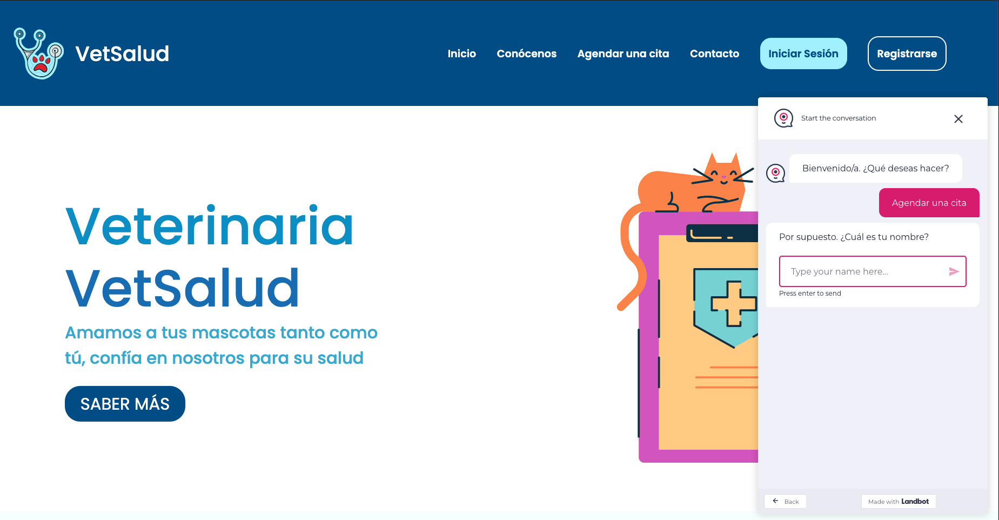 VetSalud
Inicio
Conócenos
Agendar una cita
Contacto
Iniciar Sesión
Registrarse
Veterinaria
VetSalud
Amamos a tus mascotas tanto como
tú, confía en nosotros para su salud
SABER MÁS
Start the conversation
Bienvenido/a. ¿Qué deseas hacer?
Agendar una cita
Por supuesto. ¿Cuál es tu nombre?
Type your name here...
Press enter to send
Back
Made with Landbot